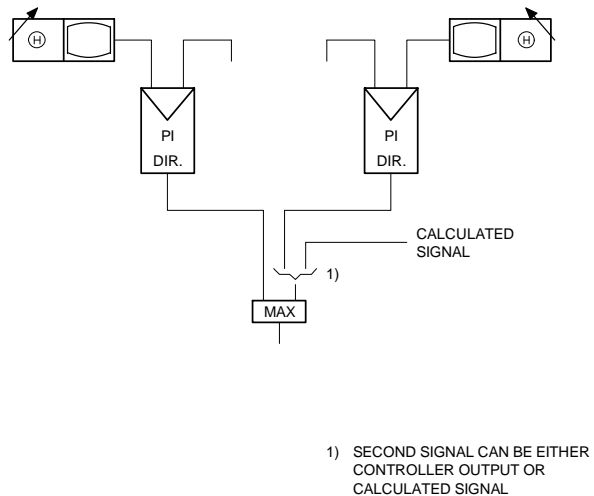 H
H
PI
DIR.
PI
DIR.
CALCULATED
SIGNAL
1)
MAX
1) SECOND SIGNAL CAN BE EITHER
CONTROLLER OUTPUT OR
CALCULATED SIGNAL